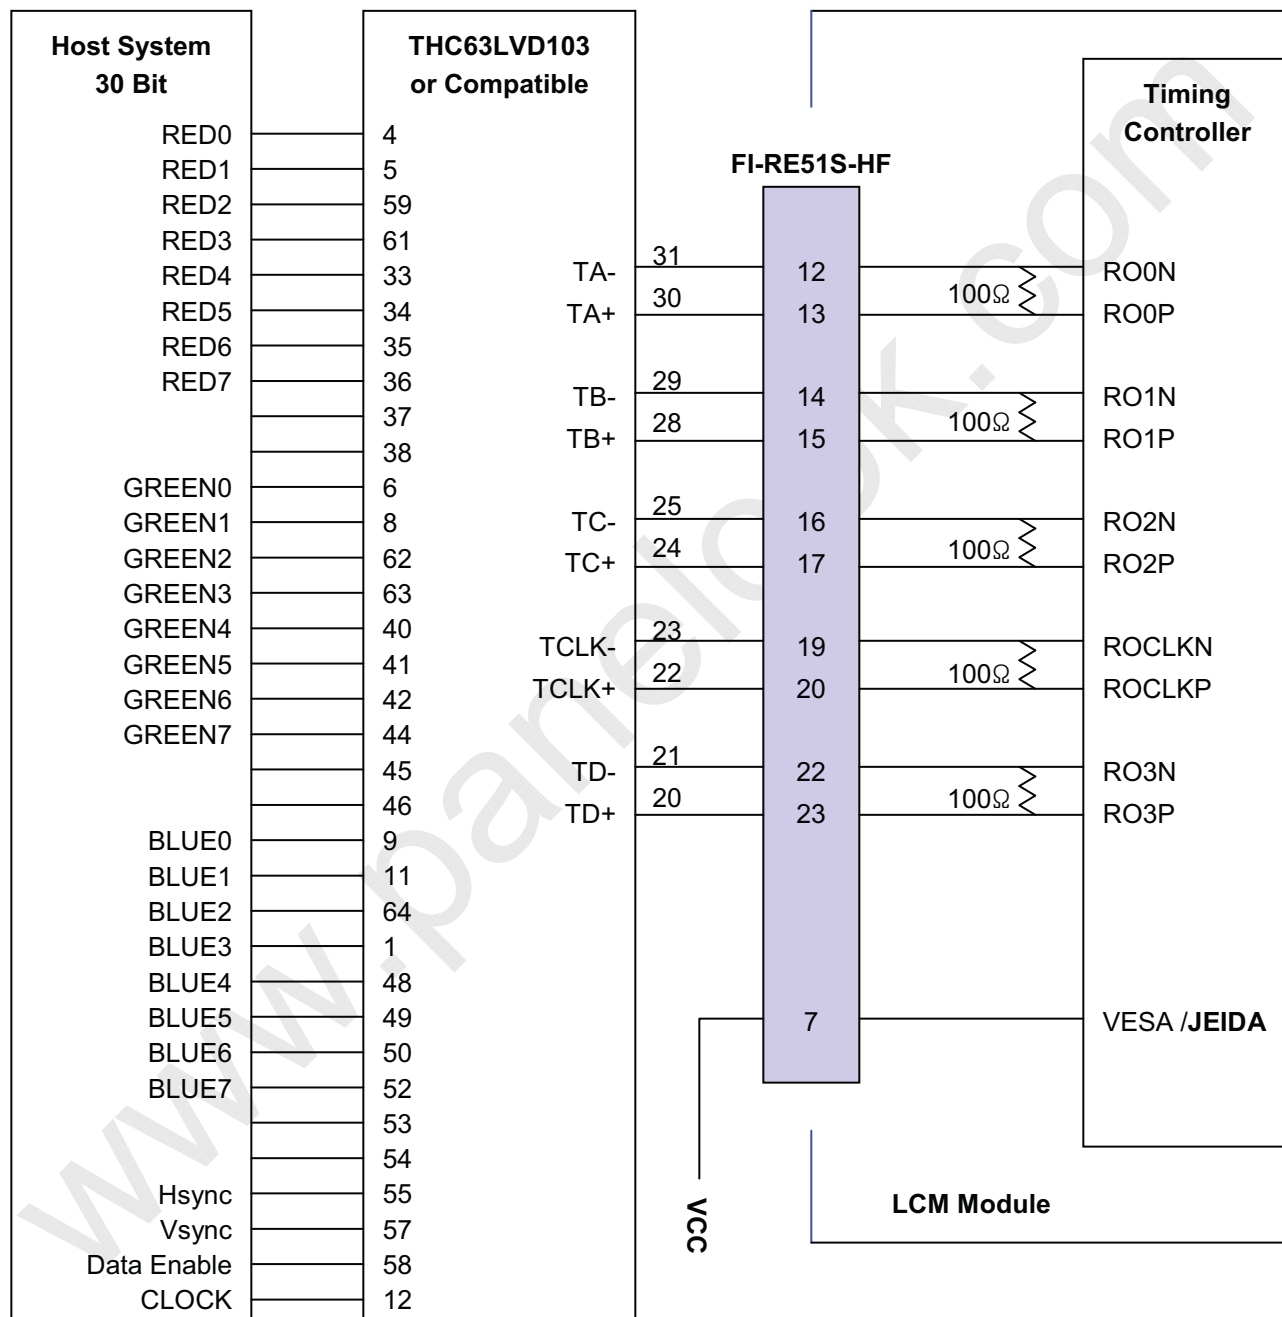 Host System
30 Bit
THC63LVD103
or Compatible
Timing
Controller
FI-RE51S-HF
RED0 4
RED1 5
RED2 59
RED3 61
RED4 33
RED5 34
RED6 35
RED7 36
37
38
GREEN0 6
GREEN1 8
GREEN2 62
GREEN3 63
GREEN4 40
GREEN5 41
GREEN6 42
GREEN7 44
45
46
BLUE0 9
BLUE1 11
BLUE2 64
BLUE3 1
BLUE4 48
BLUE5 49
BLUE6 50
BLUE7 52
53
54
Hsync 55
Vsync 57
Data Enable 58
CLOCK 12
TA- 31 12 RO0N
100Ω
TA+ 30 13 RO0P
TB- 29 14 RO1N
100Ω
TB+ 28 15 RO1P
TC- 25 16 RO2N
100Ω
TC+ 24 17 RO2P
TCLK- 23 19 ROCLKN
100Ω
TCLK+ 22 20 ROCLKP
TD- 21 22 RO3N
100Ω
TD+ 20 23 RO3P
7 VESA /JEIDA
VCC
LCM Module
www.panelook.com